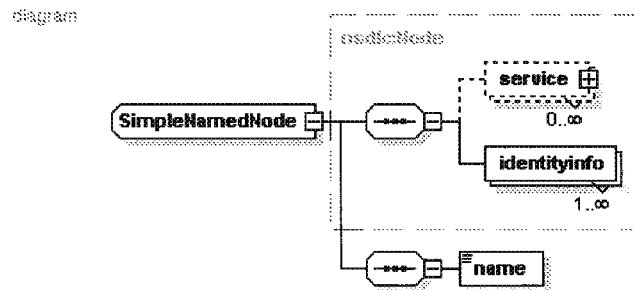 diagram
service
0..∞
SimpleNamedNode
identityinfo
1..∞
name